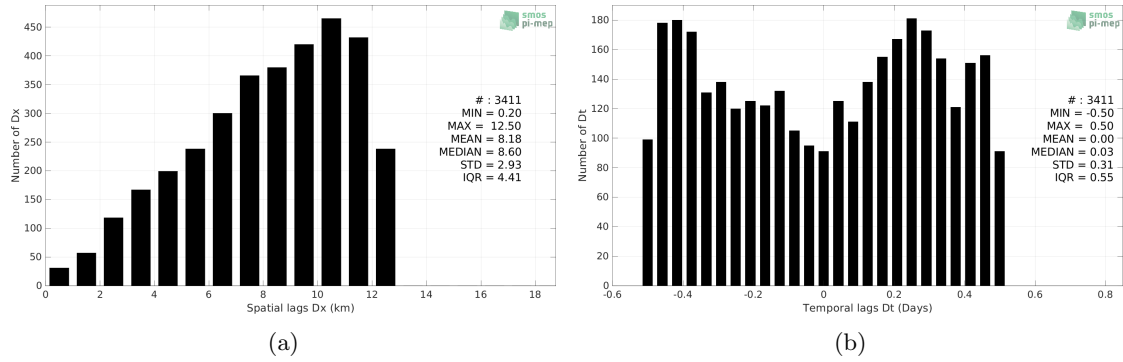 smos
pi-mep
450
400
350
300
250
200
150
100
50
0
Number of Dx
# : 3411
MIN = 0.20
MAX = 12.50
MEAN = 8.18
MEDIAN = 8.60
STD = 2.93
IQR = 4.41
0 2 4 6 8 10 12 14 16 18
Spatial lags Dx (km)
(a)
smos
pi-mep
180
160
140
120
100
80
60
40
20
0
Number of Dt
# : 3411
MIN = -0.50
MAX = 0.50
MEAN = 0.00
MEDIAN = 0.03
STD = 0.31
IQR = 0.55
-0.6 -0.4 -0.2 0 0.2 0.4 0.6 0.8
Temporal lags Dt (Days)
(b)